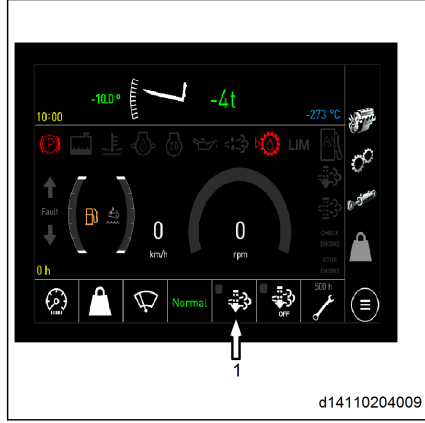 -10.0 °
-4t
10:00
-273 °C
P
LIM
Fault
0
km/h
0
rpm
CHECK
ENGINE
STOP
ENGINE
0 h
Normal
OFF
500 h
1
d14110204009